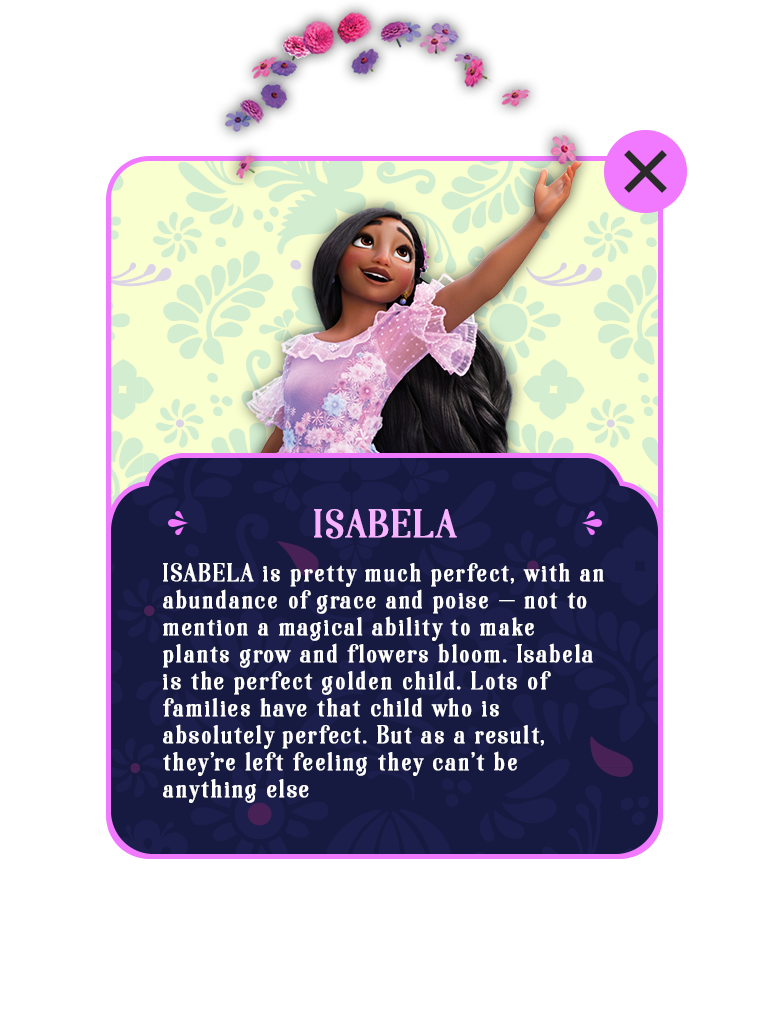 ISABELA
ISABELA is pretty much perfect, with an
abundance of grace and poise – not to
mention a magical ability to make
plants grow and flowers bloom. Isabela
is the perfect golden child. Lots of
families have that child who is
absolutely perfect. But as a result,
they’re left feeling they can’t be
anything else